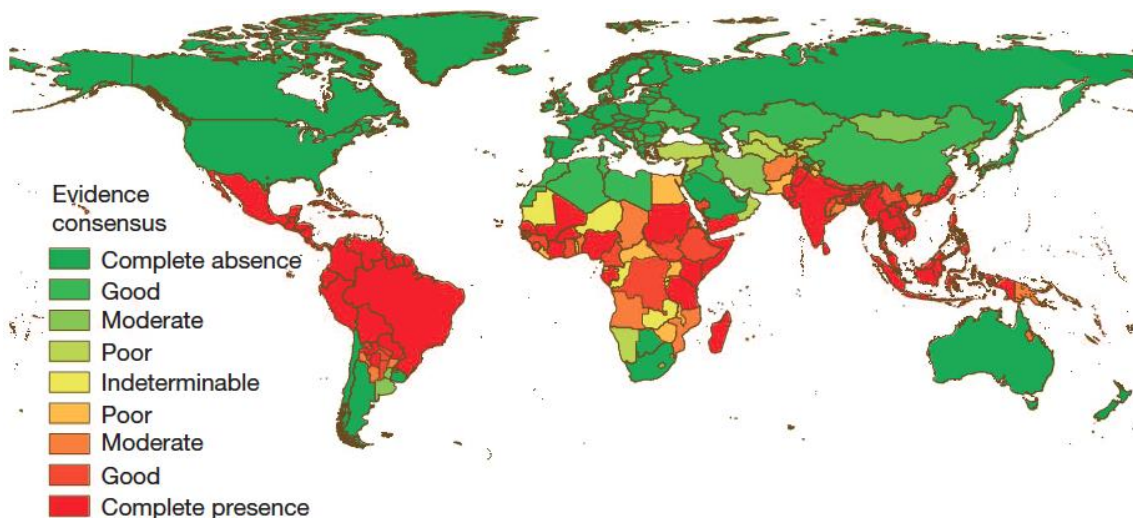 Evidence
consensus
Complete absence
Good
Moderate
Poor
Indeterminable
Poor
Moderate
Good
Complete presence